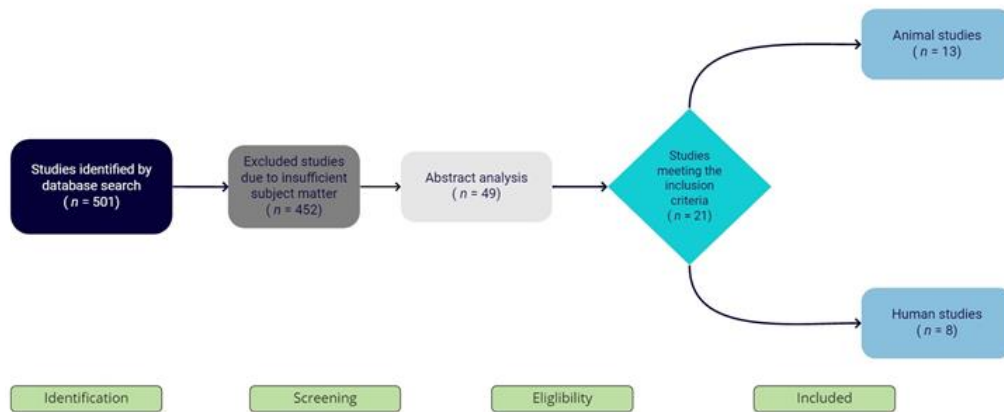 Studies identified by
database search
( n = 501)
Excluded studies
due to insufficient
subject matter
( n = 452)
Abstract analysis
( n = 49)
Studies
meeting the
inclusion
criteria
( n = 21)
Animal studies
( n = 13)
Human studies
( n = 8)
Identification
Screening
Eliglibility
Included